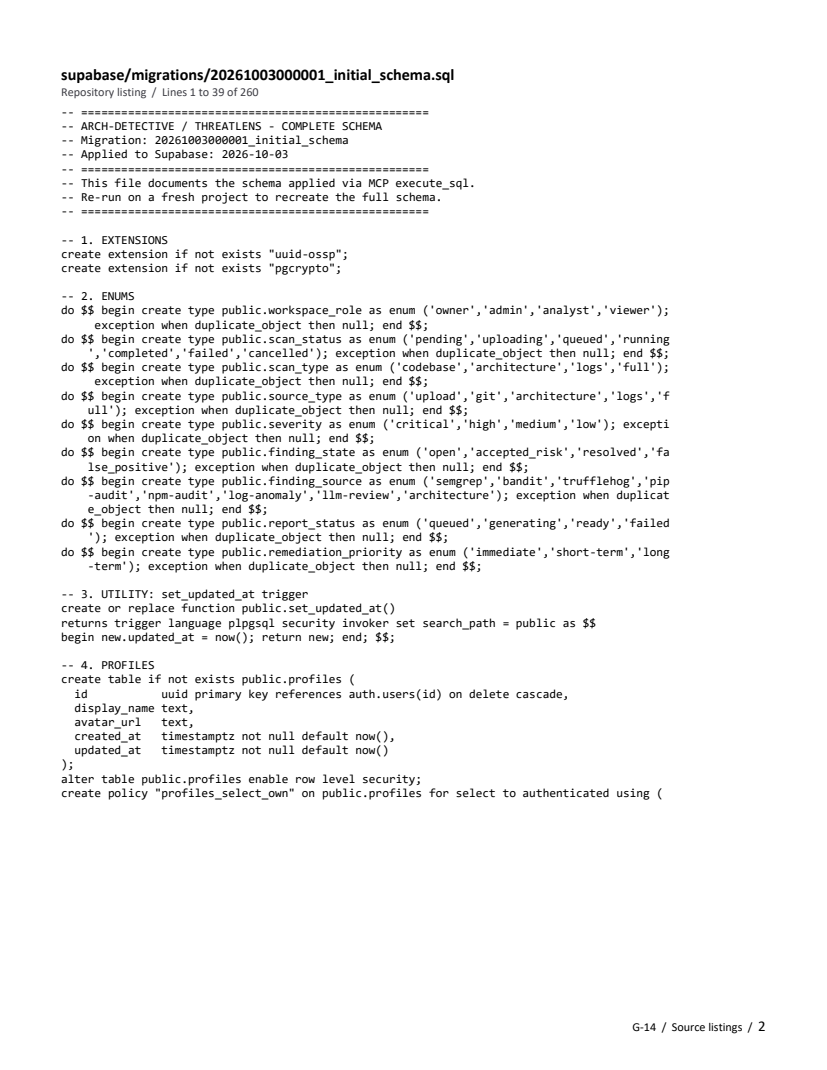 supabase/migrations/20261003000001_initial_schema.sql
Repository listing / Lines 1 to 39 of 260
-- ====================================================
-- ARCH-DETECTIVE / THREATLENS - COMPLETE SCHEMA
-- Migration: 20261003000001_initial_schema
-- Applied to Supabase: 2026-10-03
-- ====================================================
-- This file documents the schema applied via MCP execute_sql.
-- Re-run on a fresh project to recreate the full schema.
-- ====================================================

-- 1. EXTENSIONS
create extension if not exists "uuid-ossp";
create extension if not exists "pgcrypto";

-- 2. ENUMS
do $$ begin create type public.workspace_role as enum ('owner','admin','analyst','viewer');
     exception when duplicate_object then null; end $$;
do $$ begin create type public.scan_status as enum ('pending','uploading','queued','running
    ','completed','failed','cancelled'); exception when duplicate_object then null; end $$;
do $$ begin create type public.scan_type as enum ('codebase','architecture','logs','full');
     exception when duplicate_object then null; end $$;
do $$ begin create type public.source_type as enum ('upload','git','architecture','logs','f
    ull'); exception when duplicate_object then null; end $$;
do $$ begin create type public.severity as enum ('critical','high','medium','low'); excepti
    on when duplicate_object then null; end $$;
do $$ begin create type public.finding_state as enum ('open','accepted_risk','resolved','fa
    lse_positive'); exception when duplicate_object then null; end $$;
do $$ begin create type public.finding_source as enum ('semgrep','bandit','trufflehog','pip
    -audit','npm-audit','log-anomaly','llm-review','architecture'); exception when duplicat
    e_object then null; end $$;
do $$ begin create type public.report_status as enum ('queued','generating','ready','failed
    '); exception when duplicate_object then null; end $$;
do $$ begin create type public.remediation_priority as enum ('immediate','short-term','long
    -term'); exception when duplicate_object then null; end $$;

-- 3. UTILITY: set_updated_at trigger
create or replace function public.set_updated_at()
returns trigger language plpgsql security invoker set search_path = public as $$
begin new.updated_at = now(); return new; end; $$;

-- 4. PROFILES
create table if not exists public.profiles (
  id           uuid primary key references auth.users(id) on delete cascade,
  display_name text,
  avatar_url   text,
  created_at   timestamptz not null default now(),
  updated_at   timestamptz not null default now()
);
alter table public.profiles enable row level security;
create policy "profiles_select_own" on public.profiles for select to authenticated using (
G-14 / Source listings / 2